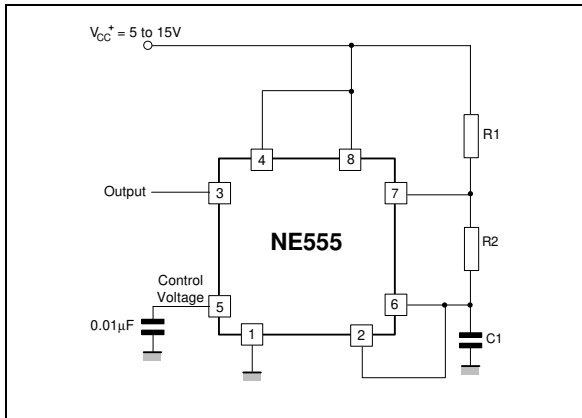 V_CC^+ = 5 to 15V
4
8
R1
Output
3
7
NE555
R2
Control
Voltage
5
6
0.01µF
1
2
C1